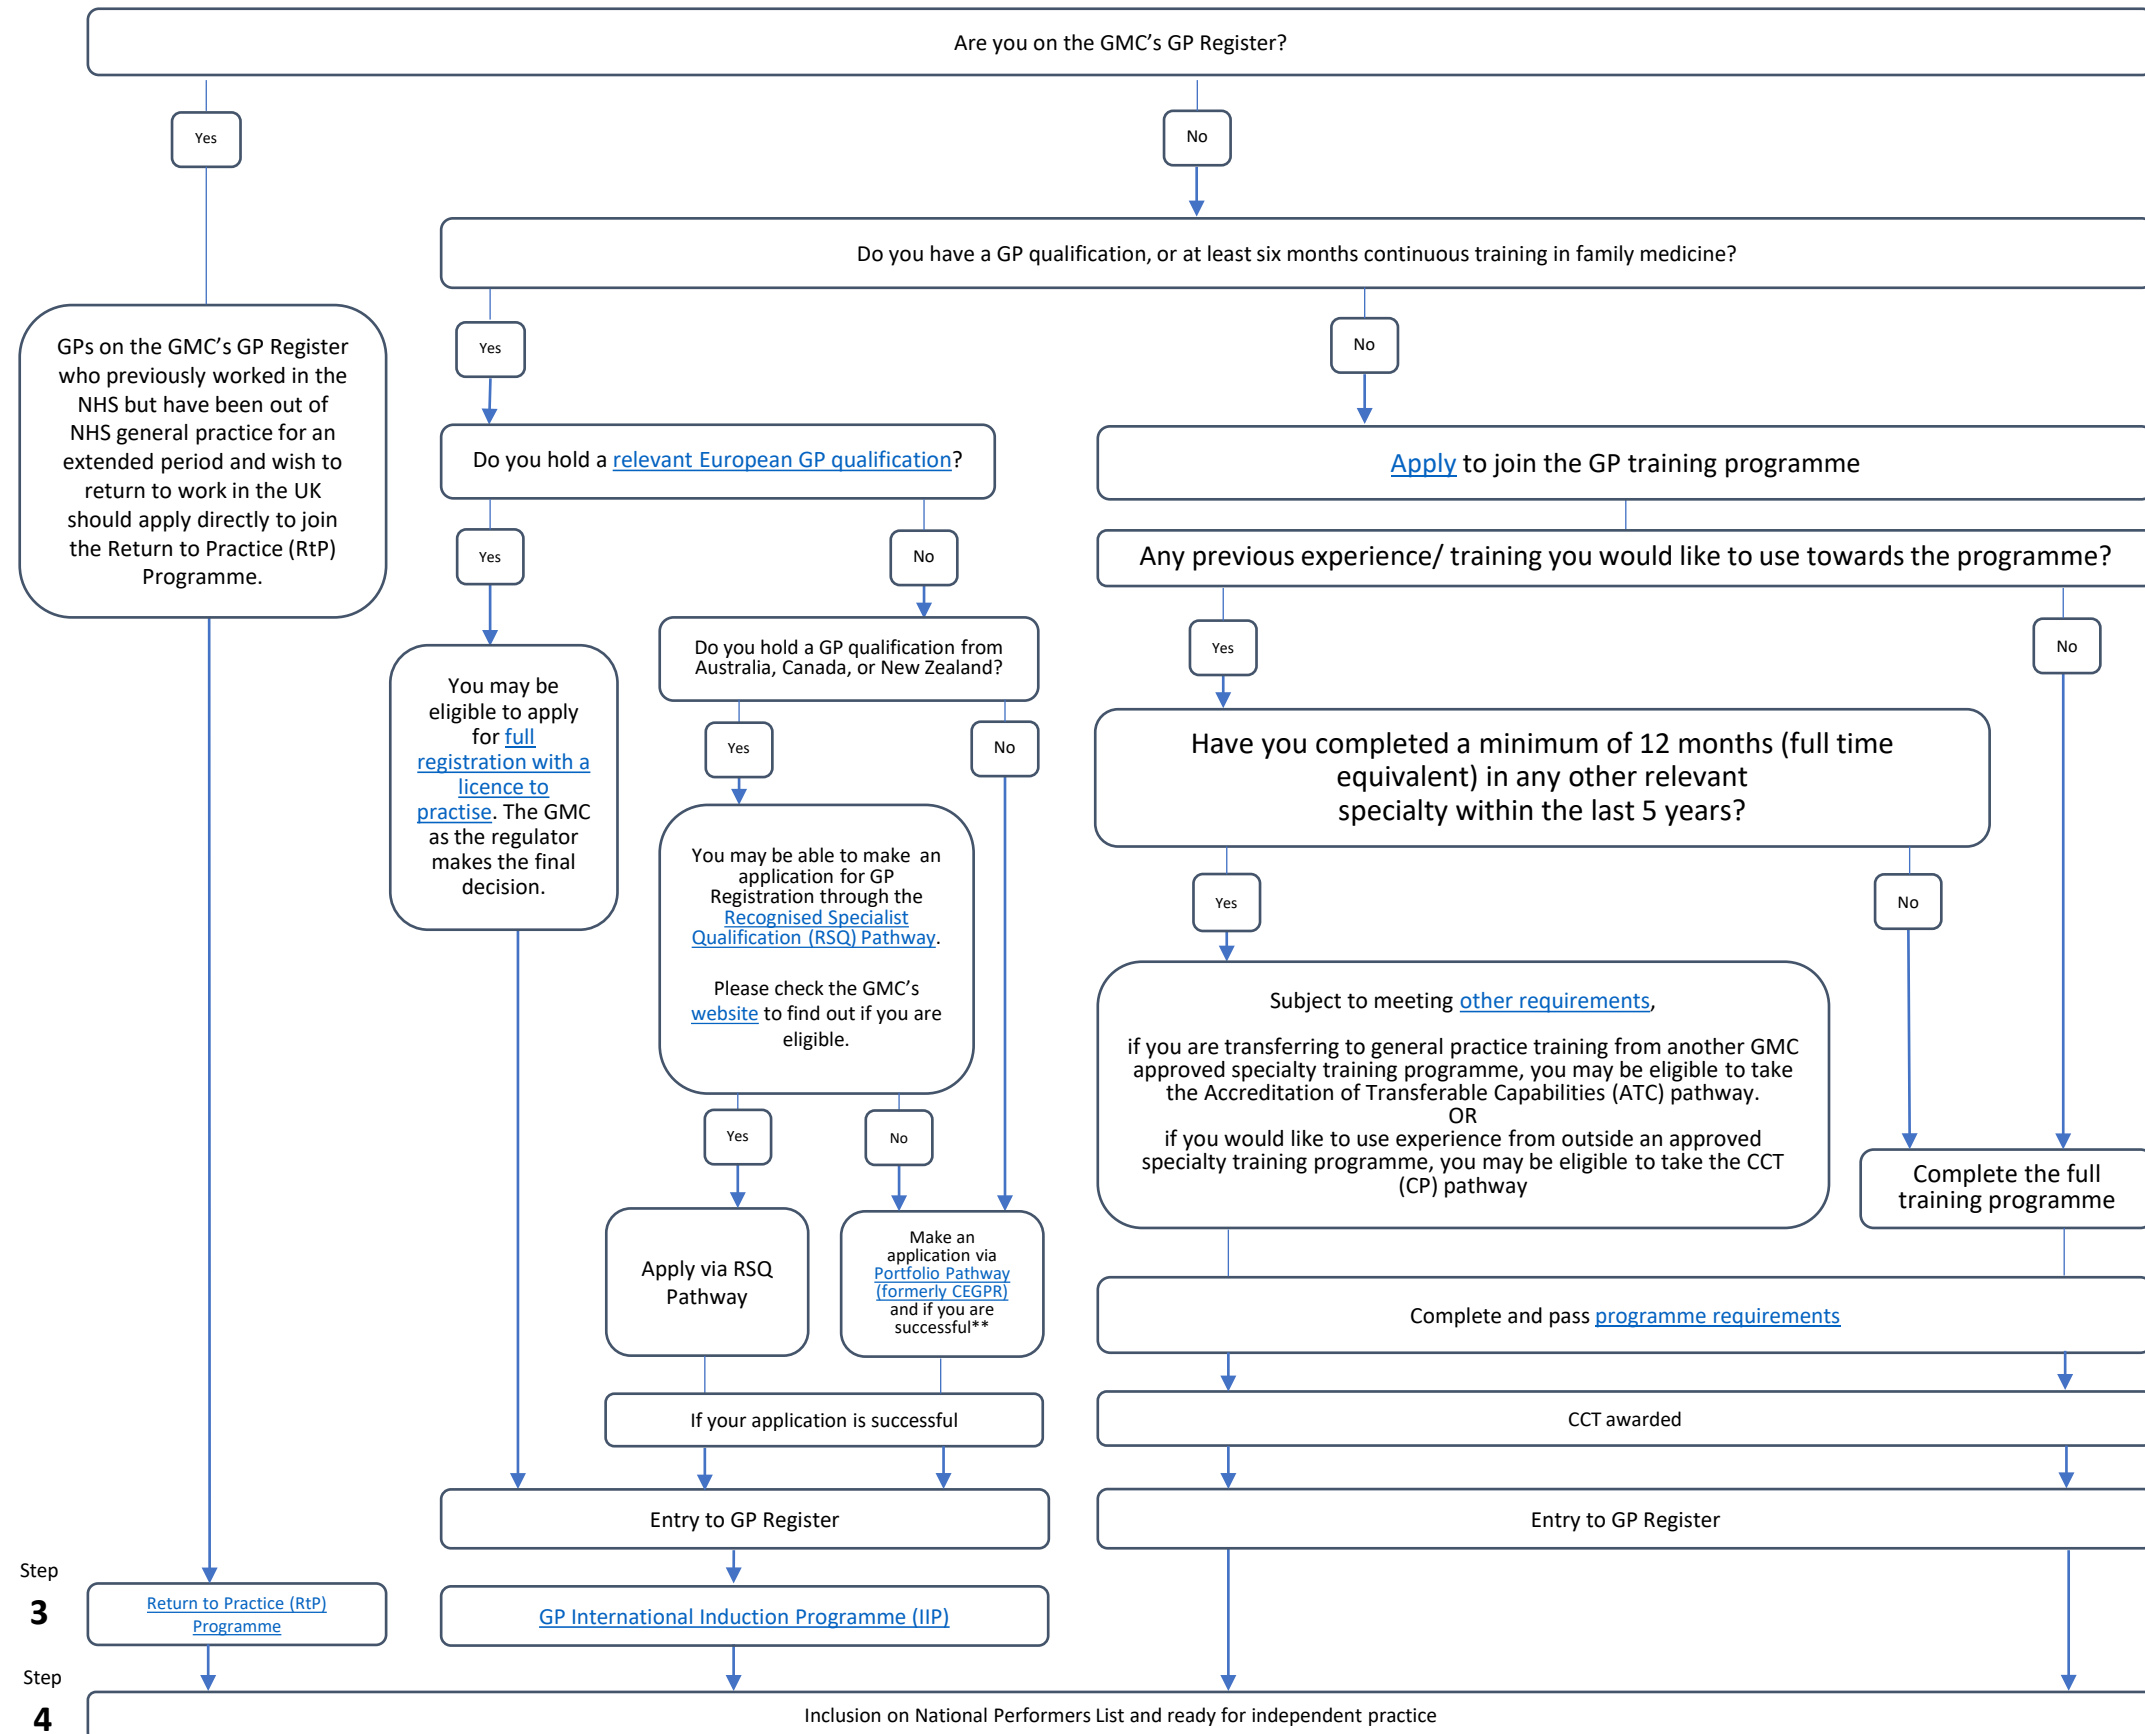 Are you on the GMC’s GP Register?
Yes
No
Do you have a GP qualification, or at least six months continuous training in family medicine?
GPs on the GMC’s GP Register
who previously worked in the
NHS but have been out of
NHS general practice for an
extended period and wish to
return to work in the UK
should apply directly to join
the Return to Practice (RtP)
Programme.
Yes
No
Do you hold a relevant European GP qualification?
Apply to join the GP training programme
Yes
No
Any previous experience/ training you would like to use towards the programme?
You may be
eligible to apply
for full
registration with a
licence to
practise. The GMC
as the regulator
makes the final
decision.
Do you hold a GP qualification from
Australia, Canada, or New Zealand?
Yes
No
Yes
No
Have you completed a minimum of 12 months (full time
equivalent) in any other relevant
specialty within the last 5 years?
You may be able to make an
application for GP
Registration through the
Recognised Specialist
Qualification (RSQ) Pathway.
Please check the GMC’s
website to find out if you are
eligible.
Yes
No
Subject to meeting other requirements,
if you are transferring to general practice training from another GMC
approved specialty training programme, you may be eligible to take
the Accreditation of Transferable Capabilities (ATC) pathway.
OR
if you would like to use experience from outside an approved
specialty training programme, you may be eligible to take the CCT
(CP) pathway
Yes
No
Complete the full
training programme
Apply via RSQ
Pathway
Make an
application via
Portfolio Pathway
(formerly CEGPR)
and if you are
successful**
Complete and pass programme requirements
If your application is successful
CCT awarded
Entry to GP Register
Entry to GP Register
Step
3
Return to Practice (RtP)
Programme
GP International Induction Programme (IIP)
Step
4
Inclusion on National Performers List and ready for independent practice